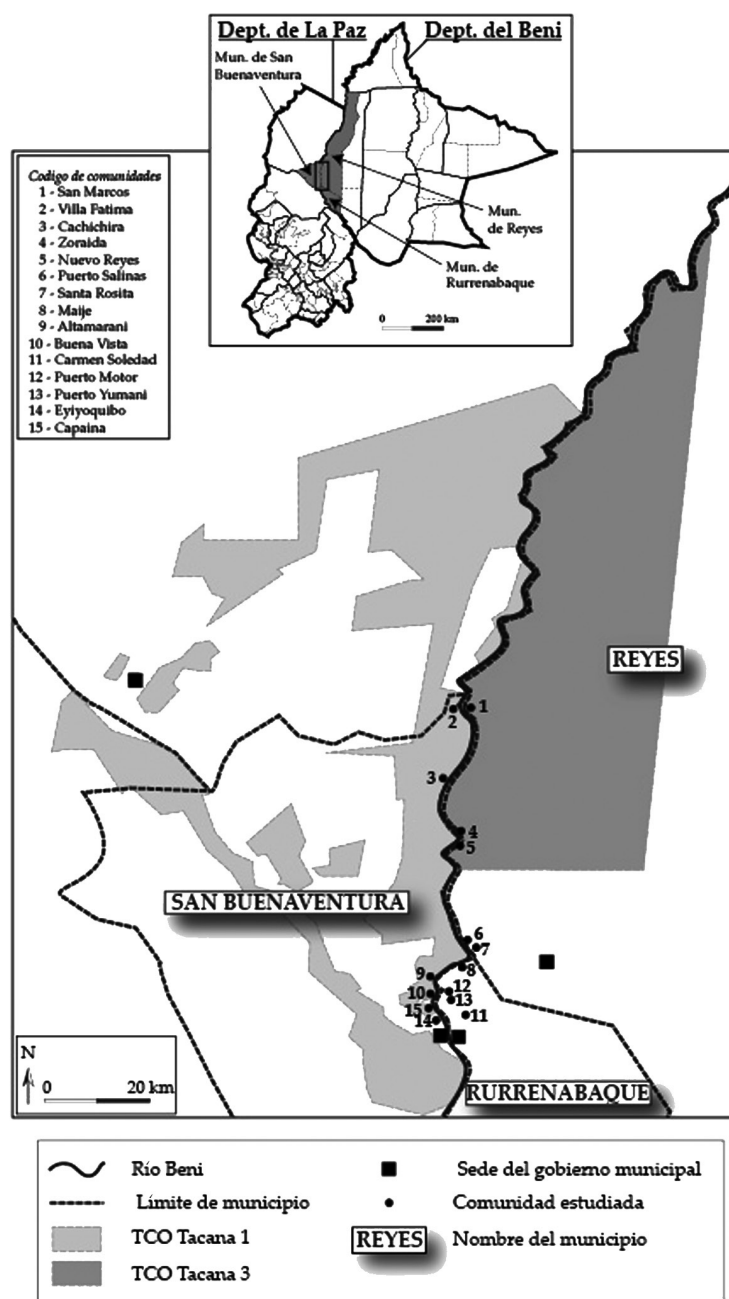 Dept. de La Paz
Dept. del Beni
Mun. de San
Buenaventura
Mun.
de Reyes
Mun. de
Rurrenabaque
0 200 km
Codigo de comunidades
1 - San Marcos
2 - Villa Fatima
3 - Cachichira
4 - Zoraida
5 - Nuevo Reyes
6 - Puerto Salinas
7 - Santa Rosita
8 - Maije
9 - Altamarani
10 - Buena Vista
11 - Carmen Soledad
12 - Puerto Motor
13 - Puerto Yumani
14 - Eyiyoquibo
15 - Capaina
REYES
2
1
3
4
5
SAN BUENAVENTURA
6
7
8
9
10
12
13
15
11
14
N
0 20 km
RURRENABAQUE
Río Beni
Sede del gobierno municipal
Límite de municipio
Comunidad estudiada
TCO Tacana 1
REYES
Nombre del municipio
TCO Tacana 3